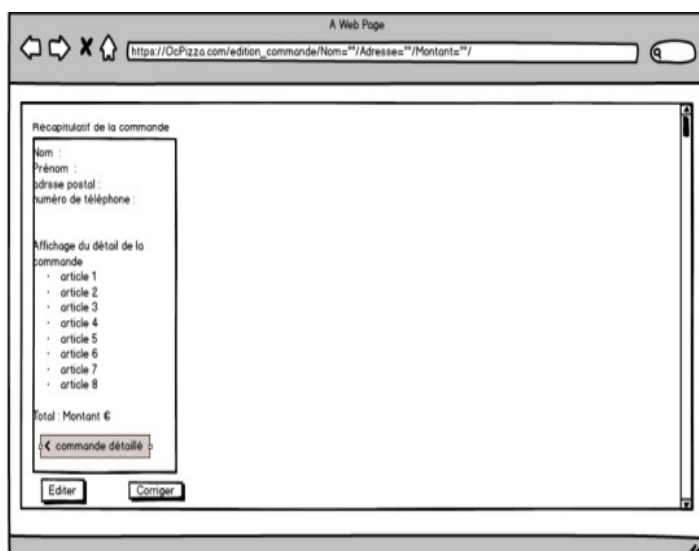 A Web Page
https://OcPizza.com/edition_commande/Nom=""/Adresse=""/Montant=""/
Récapitulatif de la commande
Nom :
Prénom :
adrsse postal :
numéro de téléphone :
Affichage du détail de la
commande
· article 1
· article 2
· article 3
· article 4
· article 5
· article 6
· article 7
· article 8
Total : Montant €
< commande détaillé
Editer
Corriger